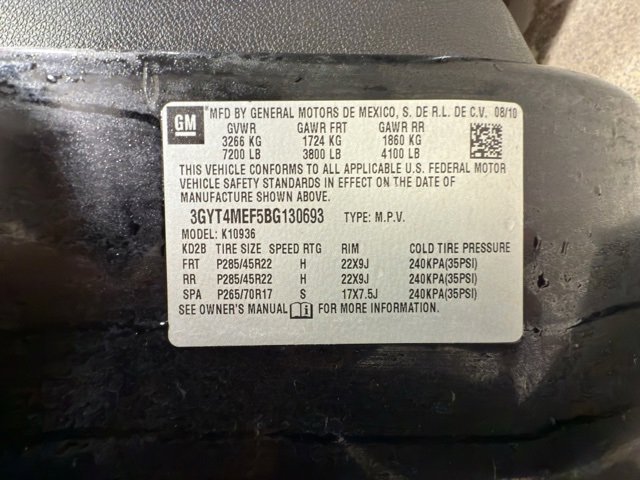 GM *MFD BY GENERAL MOTORS DE MEXICO, S. DE R.L. DE C.V. 08/10
GVWR GAWR FRT GAWR RR
3266 KG 1724 KG 1860 KG
7200 LB 3800 LB 4100 LB
THIS VEHICLE CONFORMS TO ALL APPLICABLE U.S. FEDERAL MOTOR
VEHICLE SAFETY STANDARDS IN EFFECT ON THE DATE OF
MANUFACTURE SHOWN ABOVE.
3GYT4MEF5BG130693 TYPE: M.P.V.
MODEL: K10936
KD2B TIRE SIZE SPEED RTG RIM COLD TIRE PRESSURE
FRT P285/45R22 H 22X9J 240KPA(35PSI)
RR P285/45R22 H 22X9J 240KPA(35PSI)
SPA P265/70R17 S 17X7.5J 240KPA(35PSI)
SEE OWNER'S MANUAL FOR MORE INFORMATION.